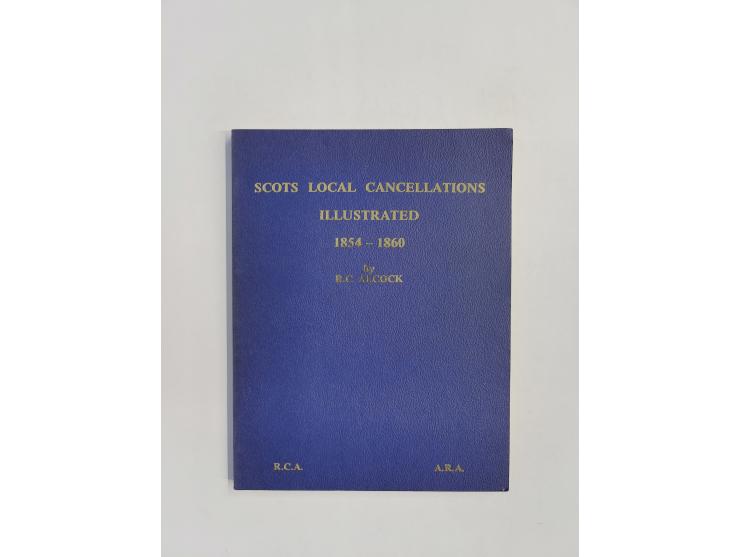 SCOTS LOCAL CANCELLATIONS
ILLUSTRATED
1854 – 1860
by
R.C. ALCOCK
R.C.A. A.R.A.